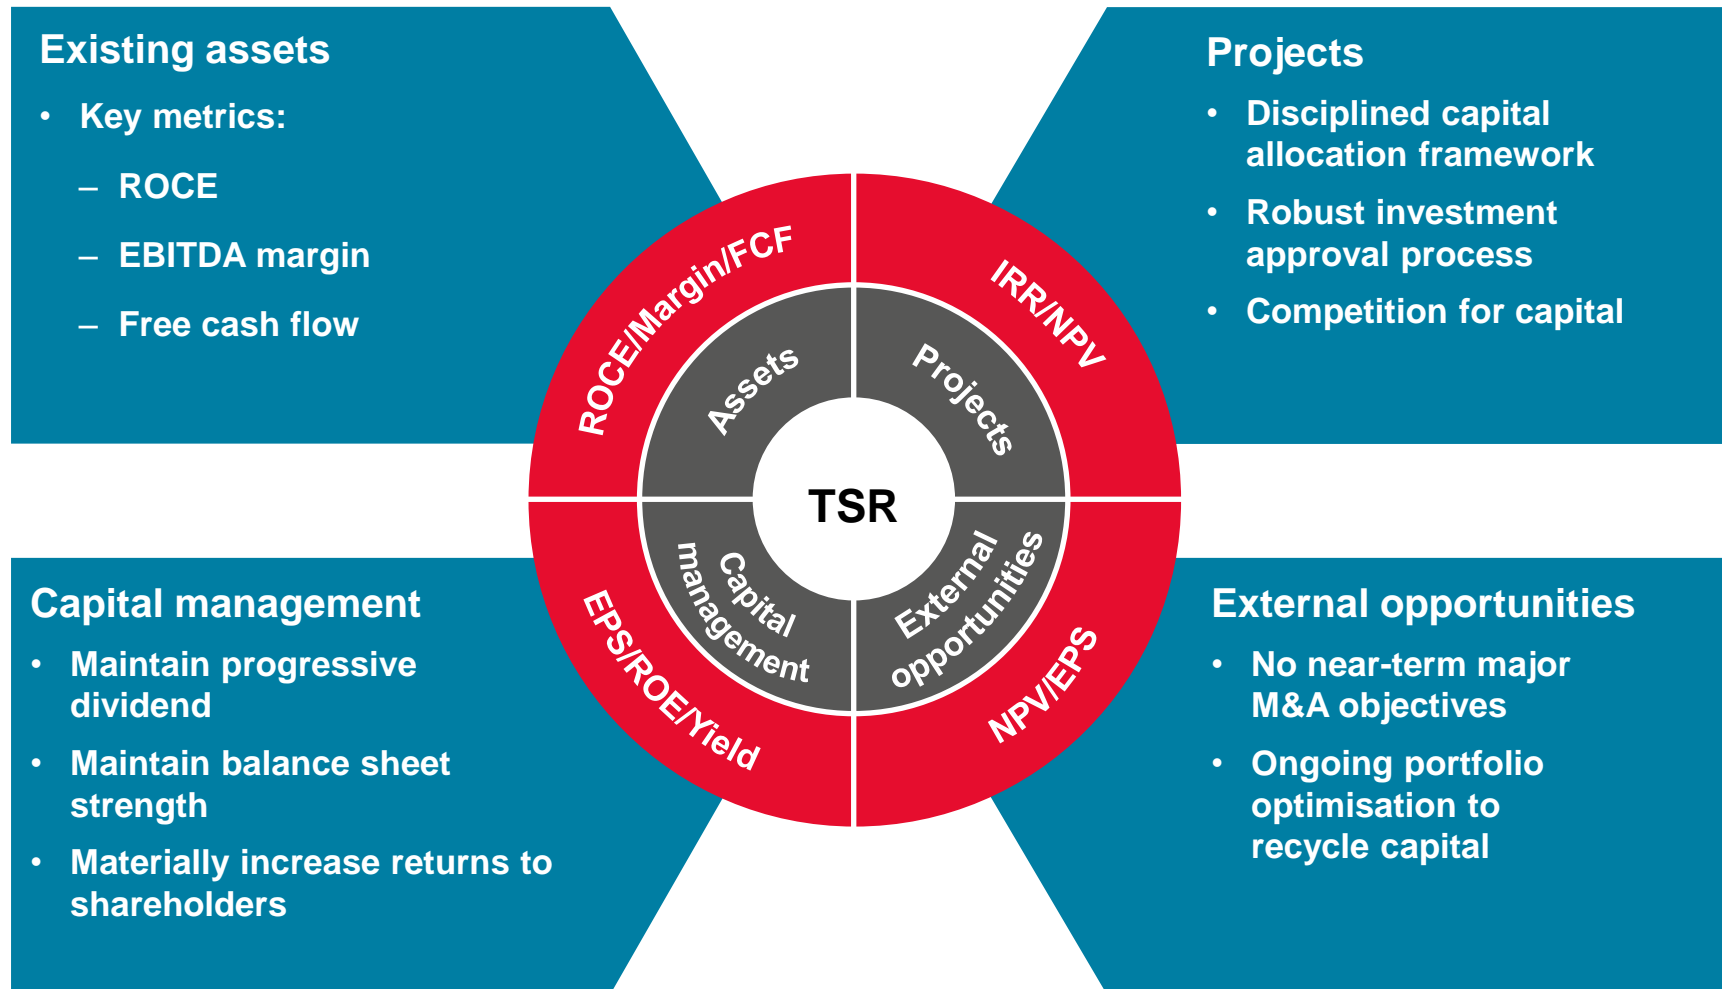 Existing assets
• Key metrics:
– ROCE
– EBITDA margin
– Free cash flow
Projects
• Disciplined capital
allocation framework
• Robust investment
approval process
• Competition for capital
ROCE/Margin/FCF
IRR/NPV
Assets
Projects
TSR
Capital
management
External
opportunities
EPS/ROE/Yield
NPV/EPS
Capital management
• Maintain progressive
dividend
• Maintain balance sheet
strength
• Materially increase returns to
shareholders
External opportunities
• No near-term major
M&A objectives
• Ongoing portfolio
optimisation to
recycle capital